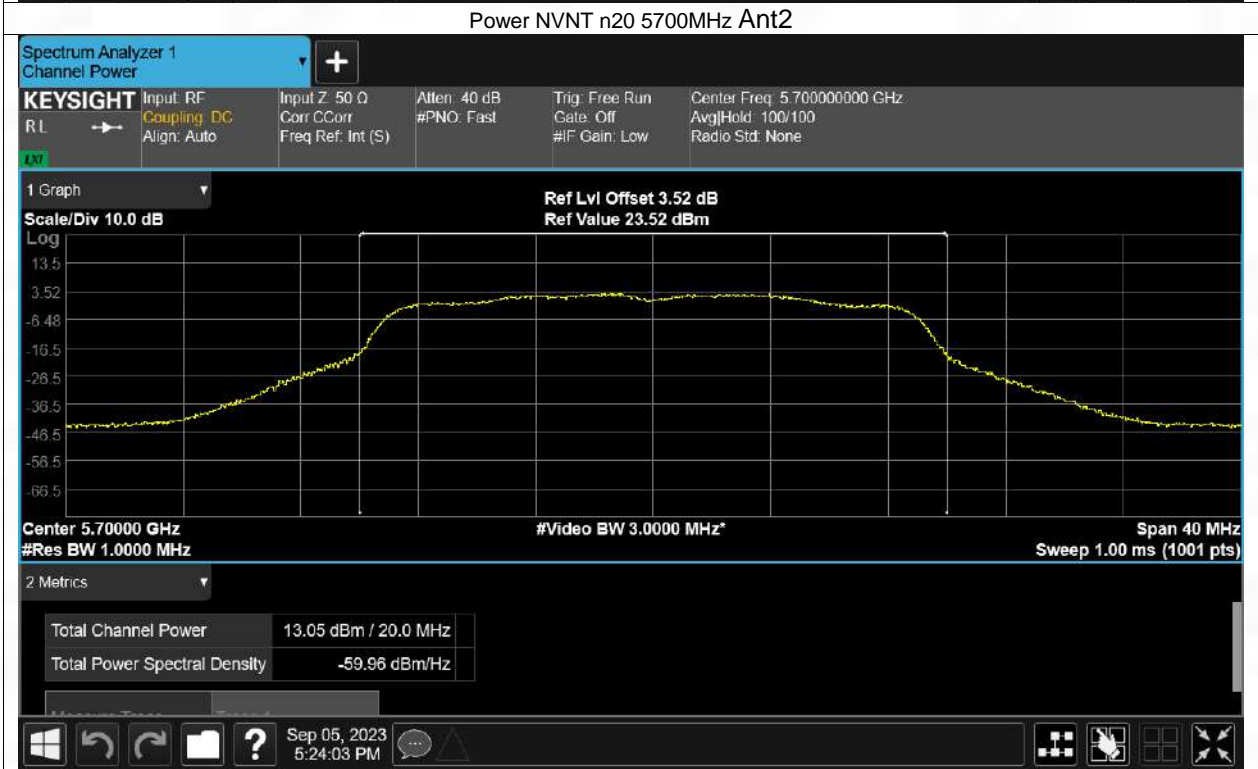 Power NVNT n20 5700MHz Ant2
Spectrum Analyzer 1
Channel Power
+
KEYSIGHT
RL
LXI
Input: RF
Coupling: DC
Align: Auto
Input Z: 50 Ω
Corr CCorr
Freq Ref: Int (S)
Atten: 40 dB
#PNO: Fast
Trig: Free Run
Gate: Off
#IF Gain: Low
Center Freq: 5.700000000 GHz
Avg|Hold: 100/100
Radio Std: None
1 Graph
Scale/Div 10.0 dB
Ref Lvl Offset 3.52 dB
Ref Value 23.52 dBm
Log
13.5
3.52
-6.48
-16.5
-26.5
-36.5
-46.5
-56.5
-66.5
Center 5.70000 GHz
#Res BW 1.0000 MHz
#Video BW 3.0000 MHz*
Span 40 MHz
Sweep 1.00 ms (1001 pts)
2 Metrics
Total Channel Power 13.05 dBm / 20.0 MHz
Total Power Spectral Density -59.96 dBm/Hz
?
Sep 05, 2023
5:24:03 PM